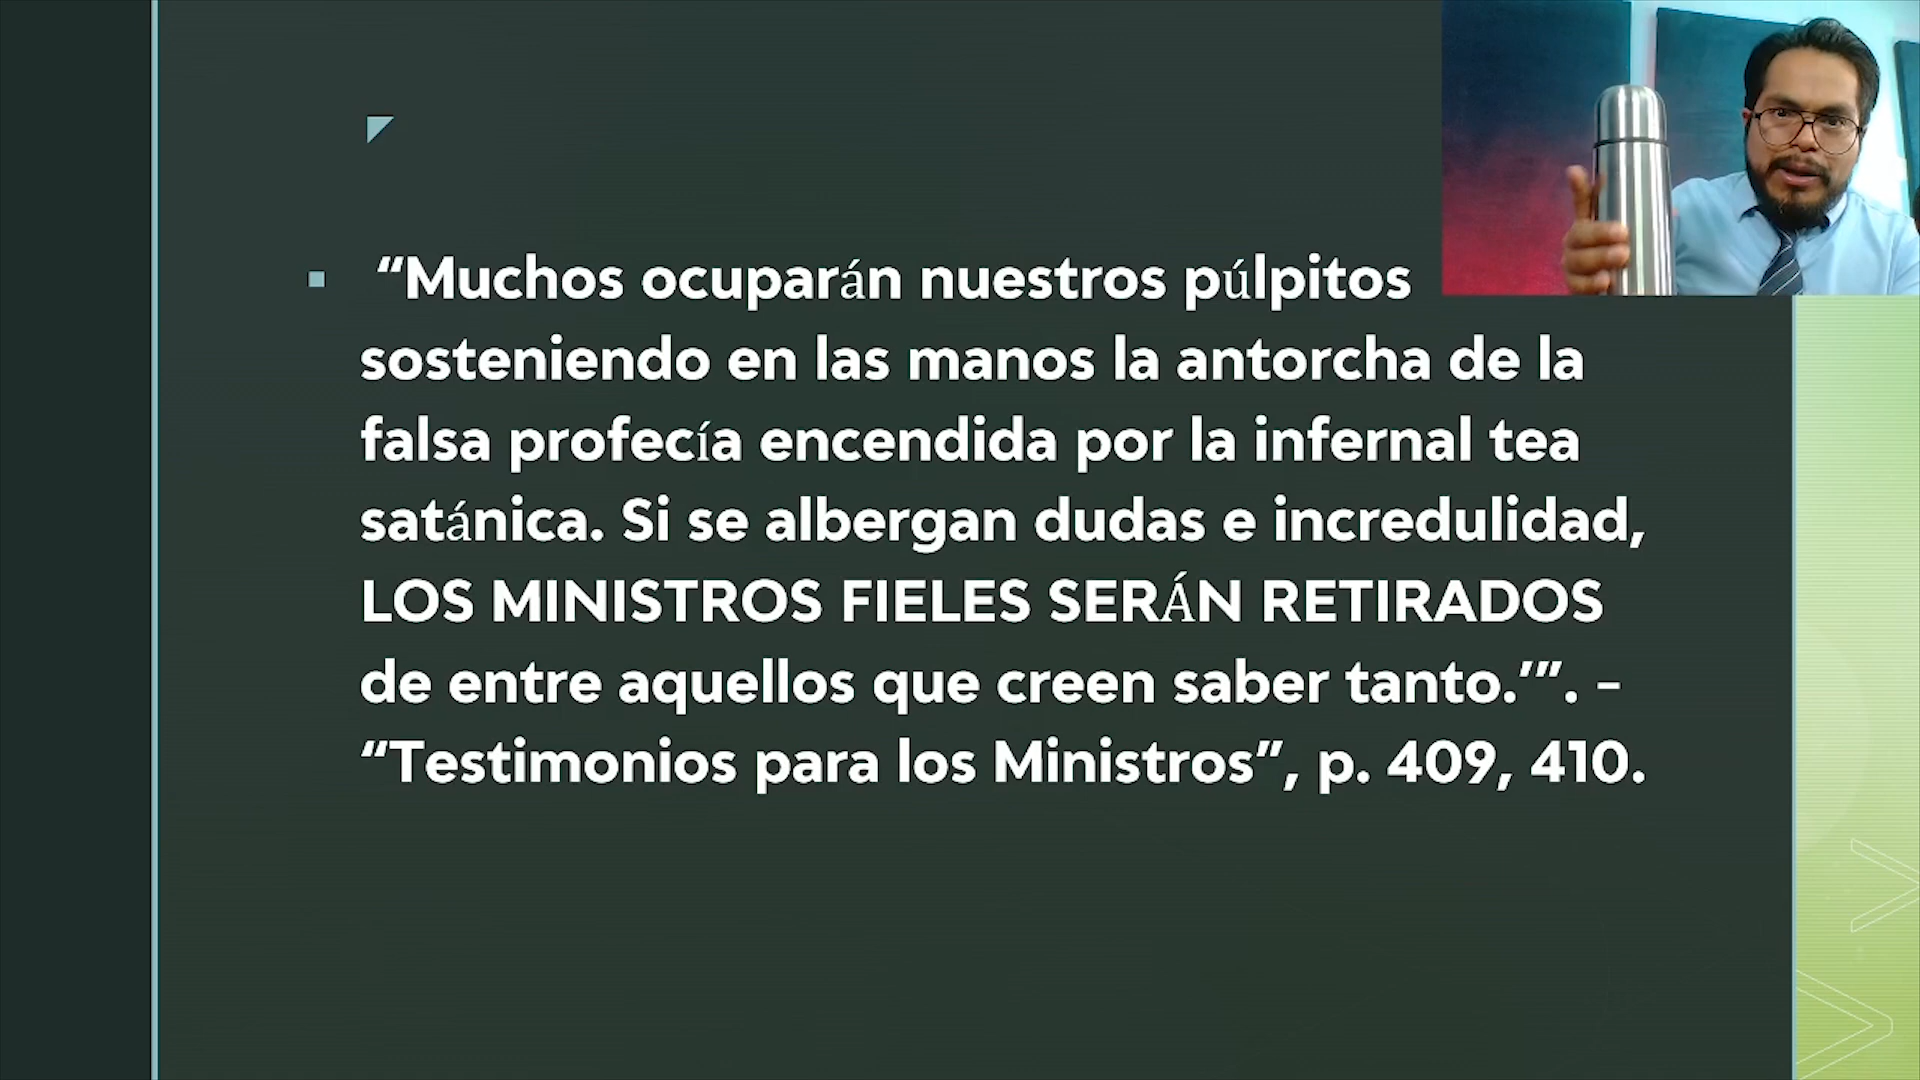 “Muchos ocuparán nuestros púlpitos
sosteniendo en las manos la antorcha de la
falsa profecía encendida por la infernal tea
satánica. Si se albergan dudas e incredulidad,
LOS MINISTROS FIELES SERÁN RETIRADOS
de entre aquellos que creen saber tanto.’”. –
“Testimonios para los Ministros”, p. 409, 410.